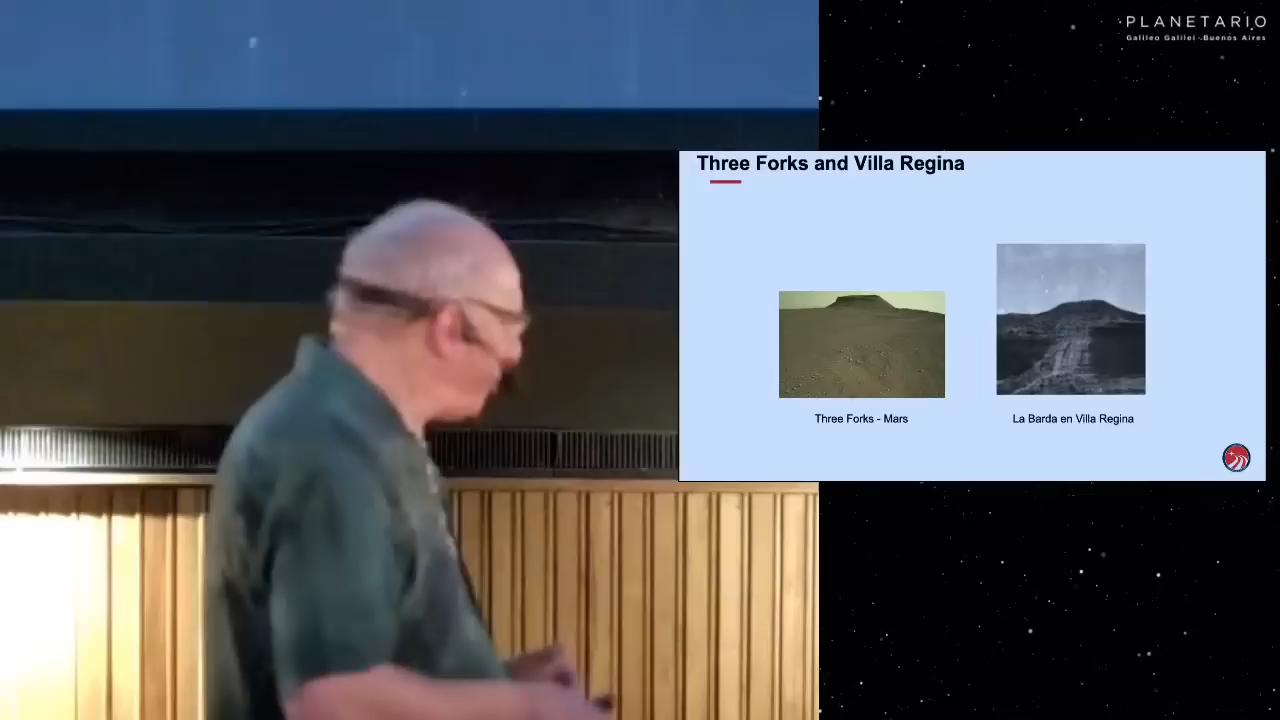 PLANETARIO
Galileo Galilei - Buenos Aires
Three Forks and Villa Regina
Three Forks - Mars
La Barda en Villa Regina